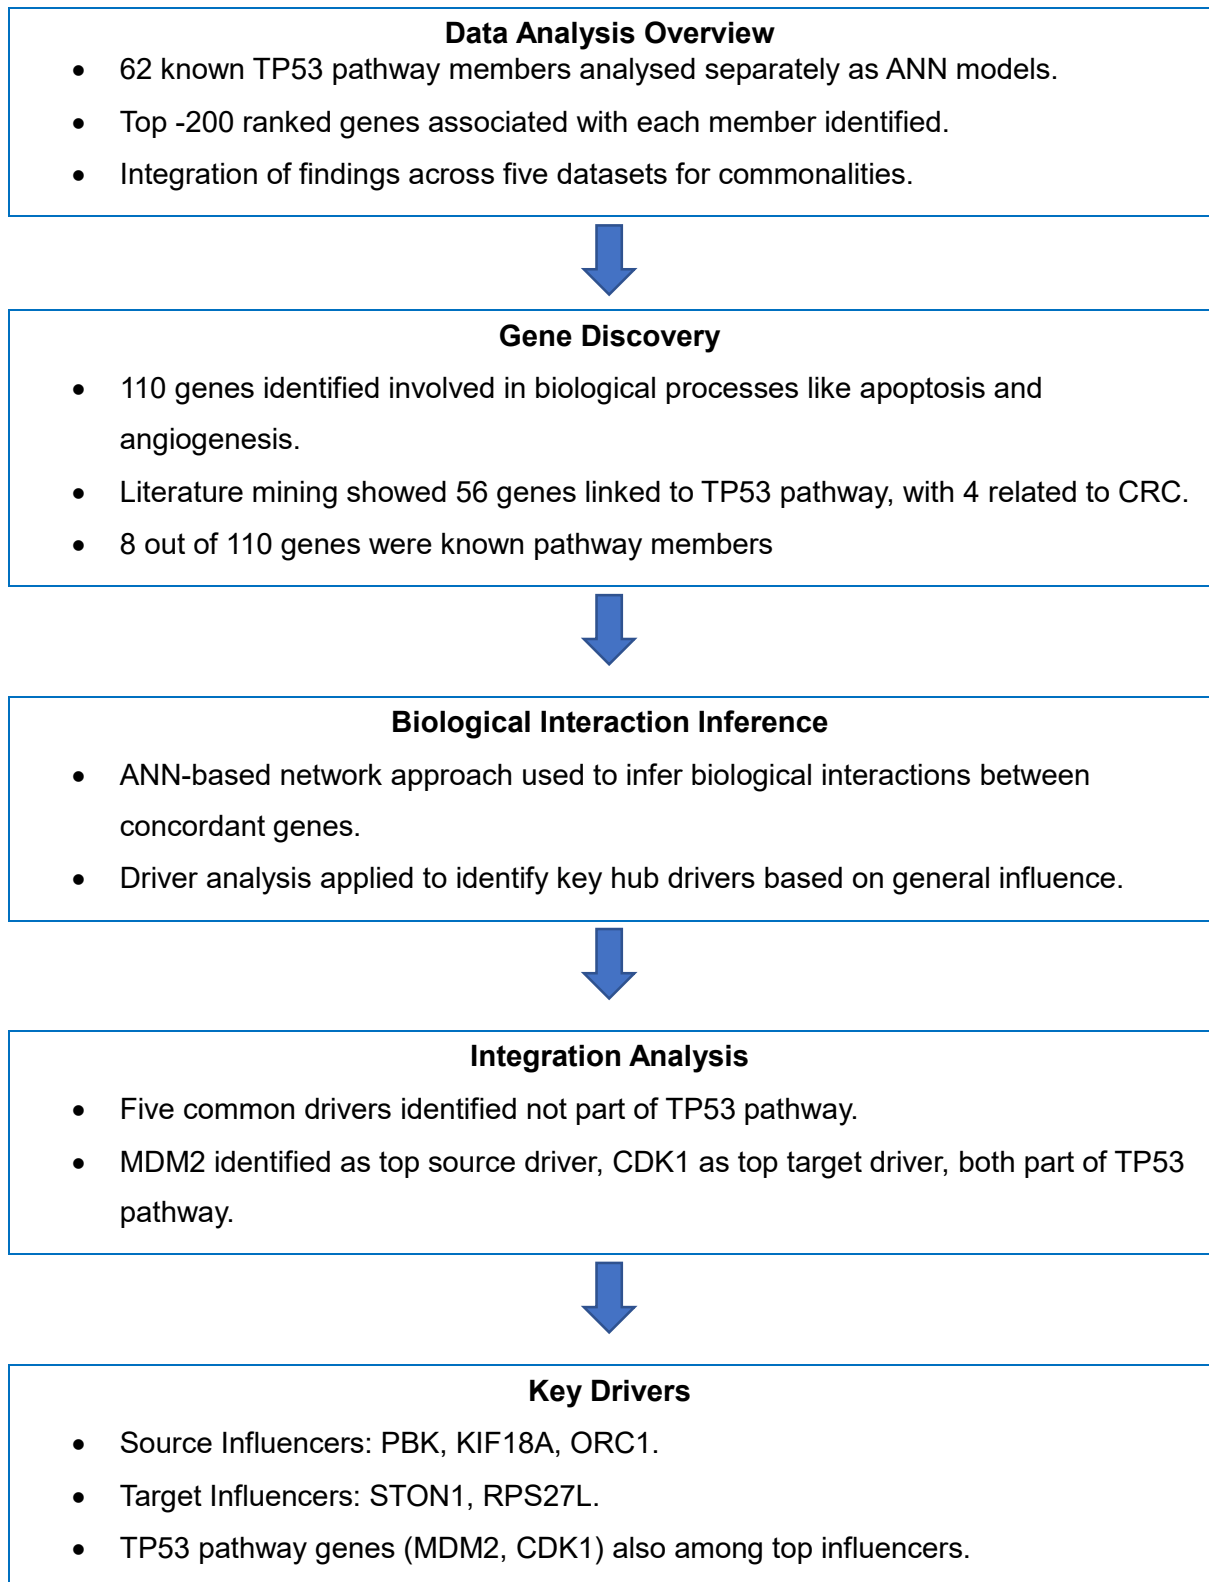 Data Analysis Overview
• 62 known TP53 pathway members analysed separately as ANN models.
• Top -200 ranked genes associated with each member identified.
• Integration of findings across five datasets for commonalities.
Gene Discovery
• 110 genes identified involved in biological processes like apoptosis and
angiogenesis.
• Literature mining showed 56 genes linked to TP53 pathway, with 4 related to CRC.
• 8 out of 110 genes were known pathway members
Biological Interaction Inference
• ANN-based network approach used to infer biological interactions between
concordant genes.
• Driver analysis applied to identify key hub drivers based on general influence.
Integration Analysis
• Five common drivers identified not part of TP53 pathway.
• MDM2 identified as top source driver, CDK1 as top target driver, both part of TP53
pathway.
Key Drivers
• Source Influencers: PBK, KIF18A, ORC1.
• Target Influencers: STON1, RPS27L.
• TP53 pathway genes (MDM2, CDK1) also among top influencers.